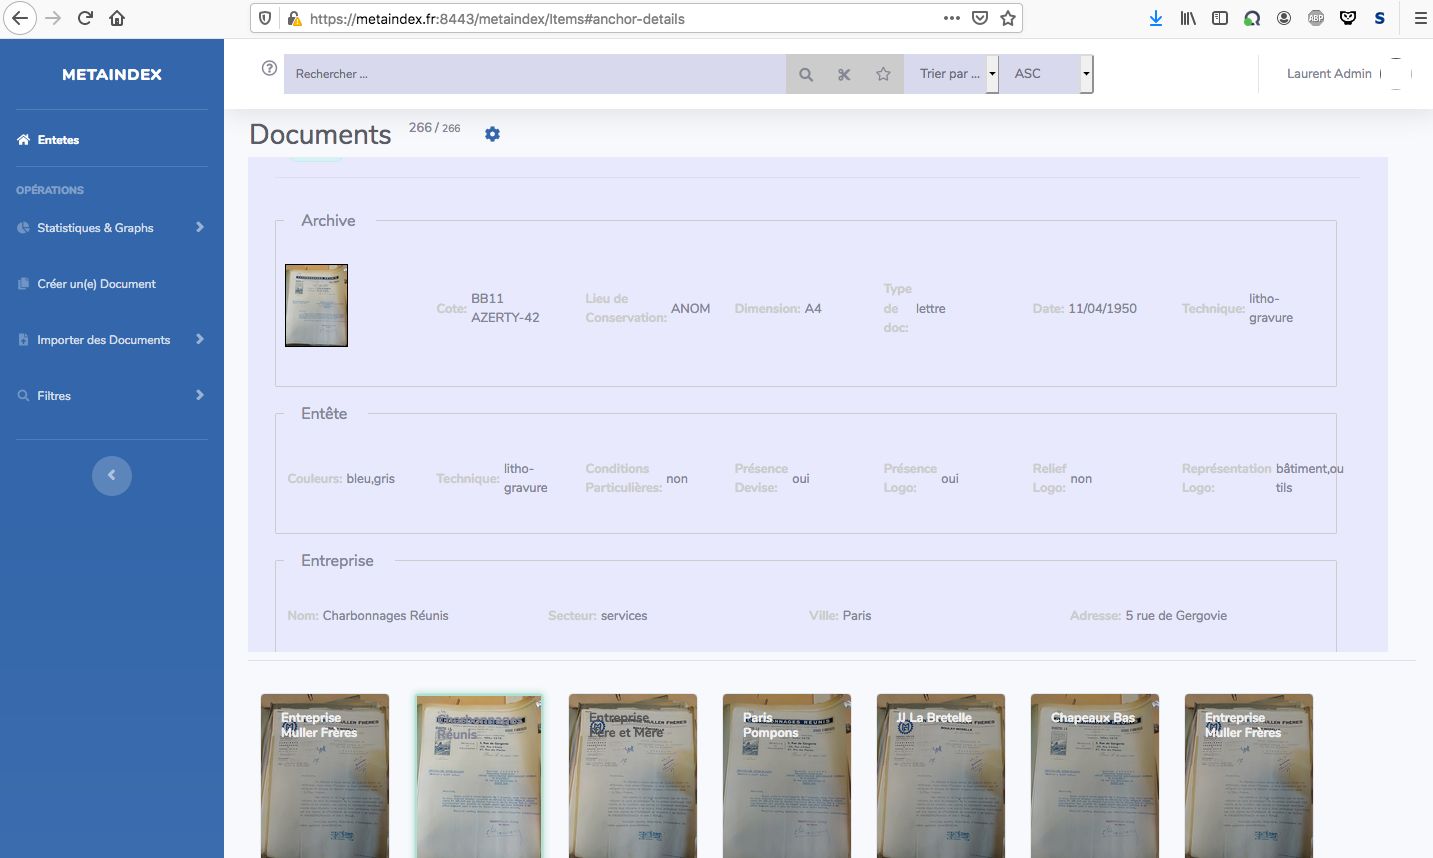 https://metaindex.fr:8443/metaindex/Items#anchor-details
ABP
S
METAINDEX
Entetes
OPÉRATIONS
Statistiques & Graphs
Créer un(e) Document
Importer des Documents
Filtres
Rechercher ...
Trier par ...
ASC
Laurent Admin
Documents 266 / 266
Archive
Cote: BB11 AZERTY-42
Lieu de Conservation: ANOM
Dimension: A4
Type de doc: lettre
Date: 11/04/1950
Technique: litho-gravure
Entête
Couleurs: bleu,gris
Technique: litho-gravure
Conditions Particulières: non
Présence Devise: oui
Présence Logo: oui
Relief Logo: non
Représentation Logo: bâtiment,outils
Entreprise
Nom: Charbonnages Réunis
Secteur: services
Ville: Paris
Adresse: 5 rue de Gergovie
Entreprise
Muller Frères
Charbonnages
Réunis
Entreprise
Père et Mère
Paris
Pompons
JJ La Bretelle
Chapeaux Bas
Entreprise
Muller Frères